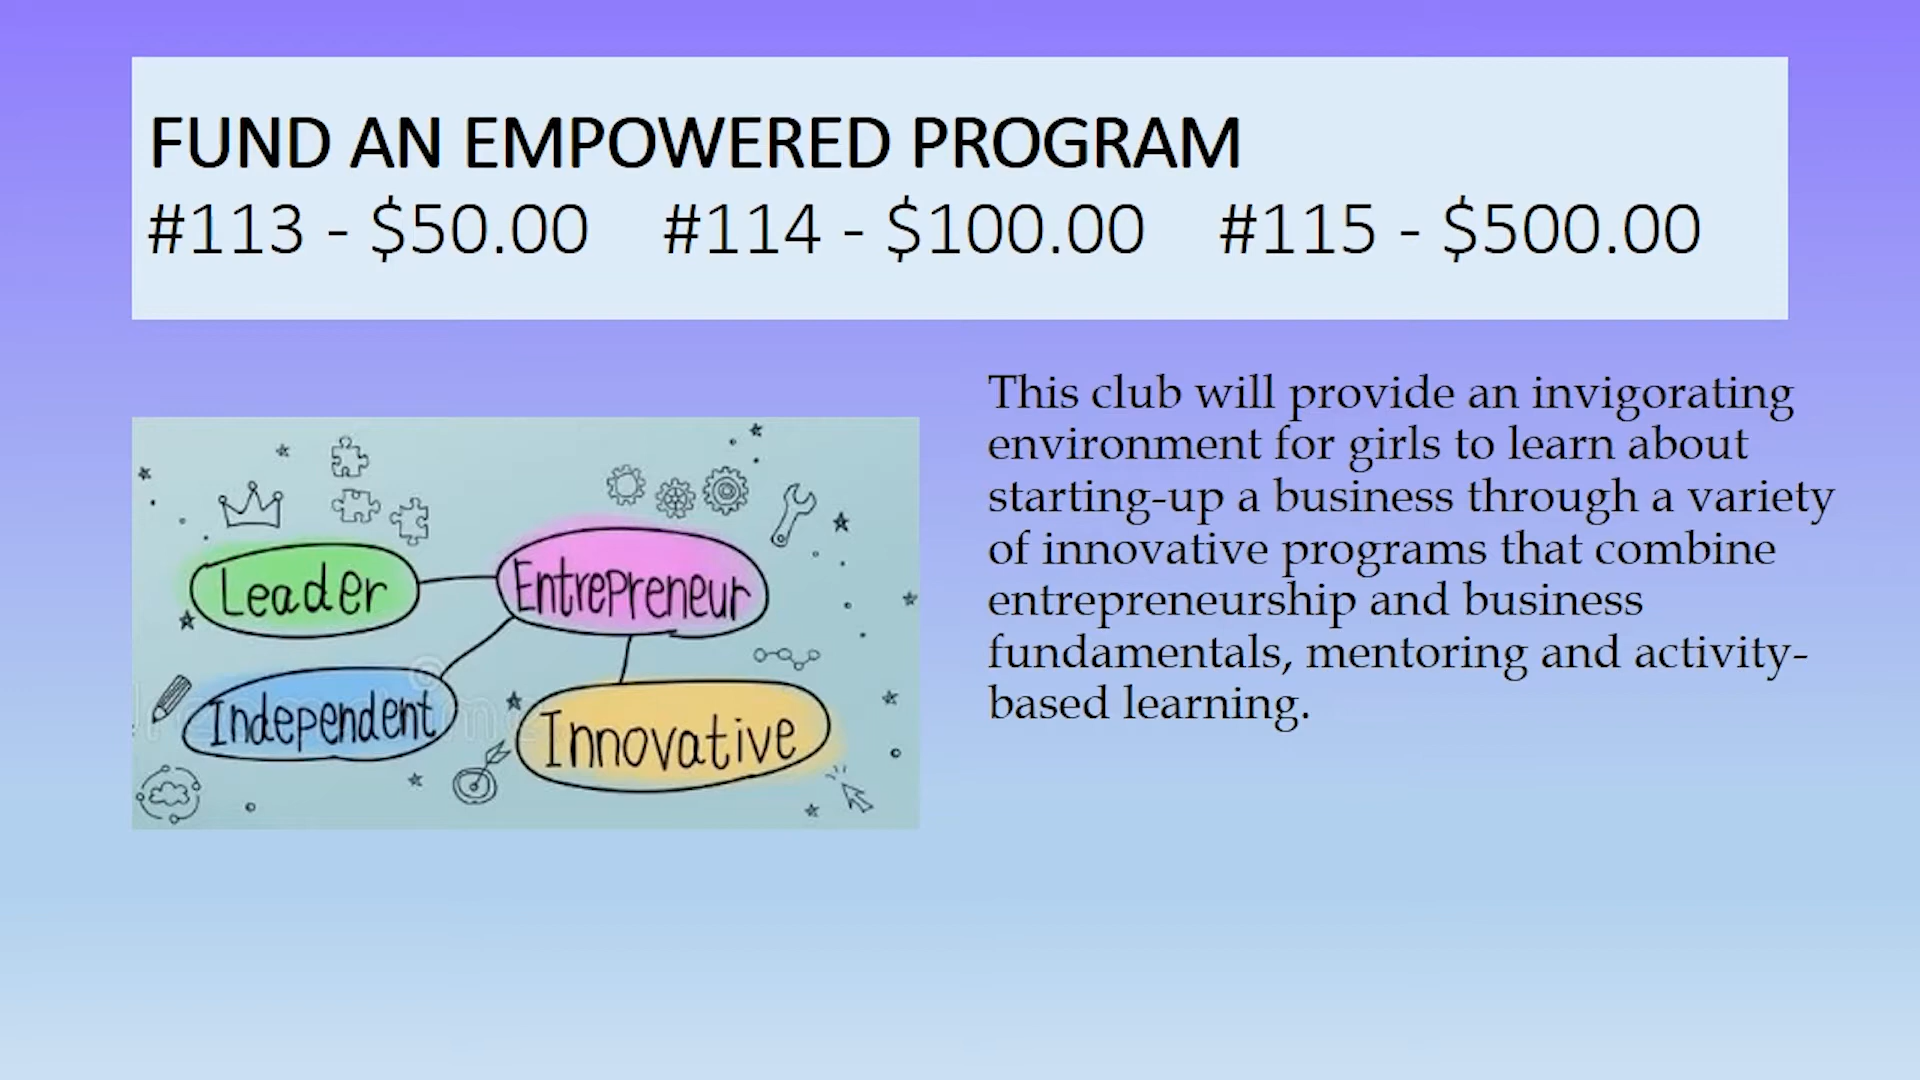 FUND AN EMPOWERED PROGRAM
#113 - $50.00 #114 - $100.00 #115 - $500.00
This club will provide an invigorating
environment for girls to learn about
starting-up a business through a variety
of innovative programs that combine
entrepreneurship and business
fundamentals, mentoring and activity-
based learning.
Leader
Entrepreneur
Independent
Innovative